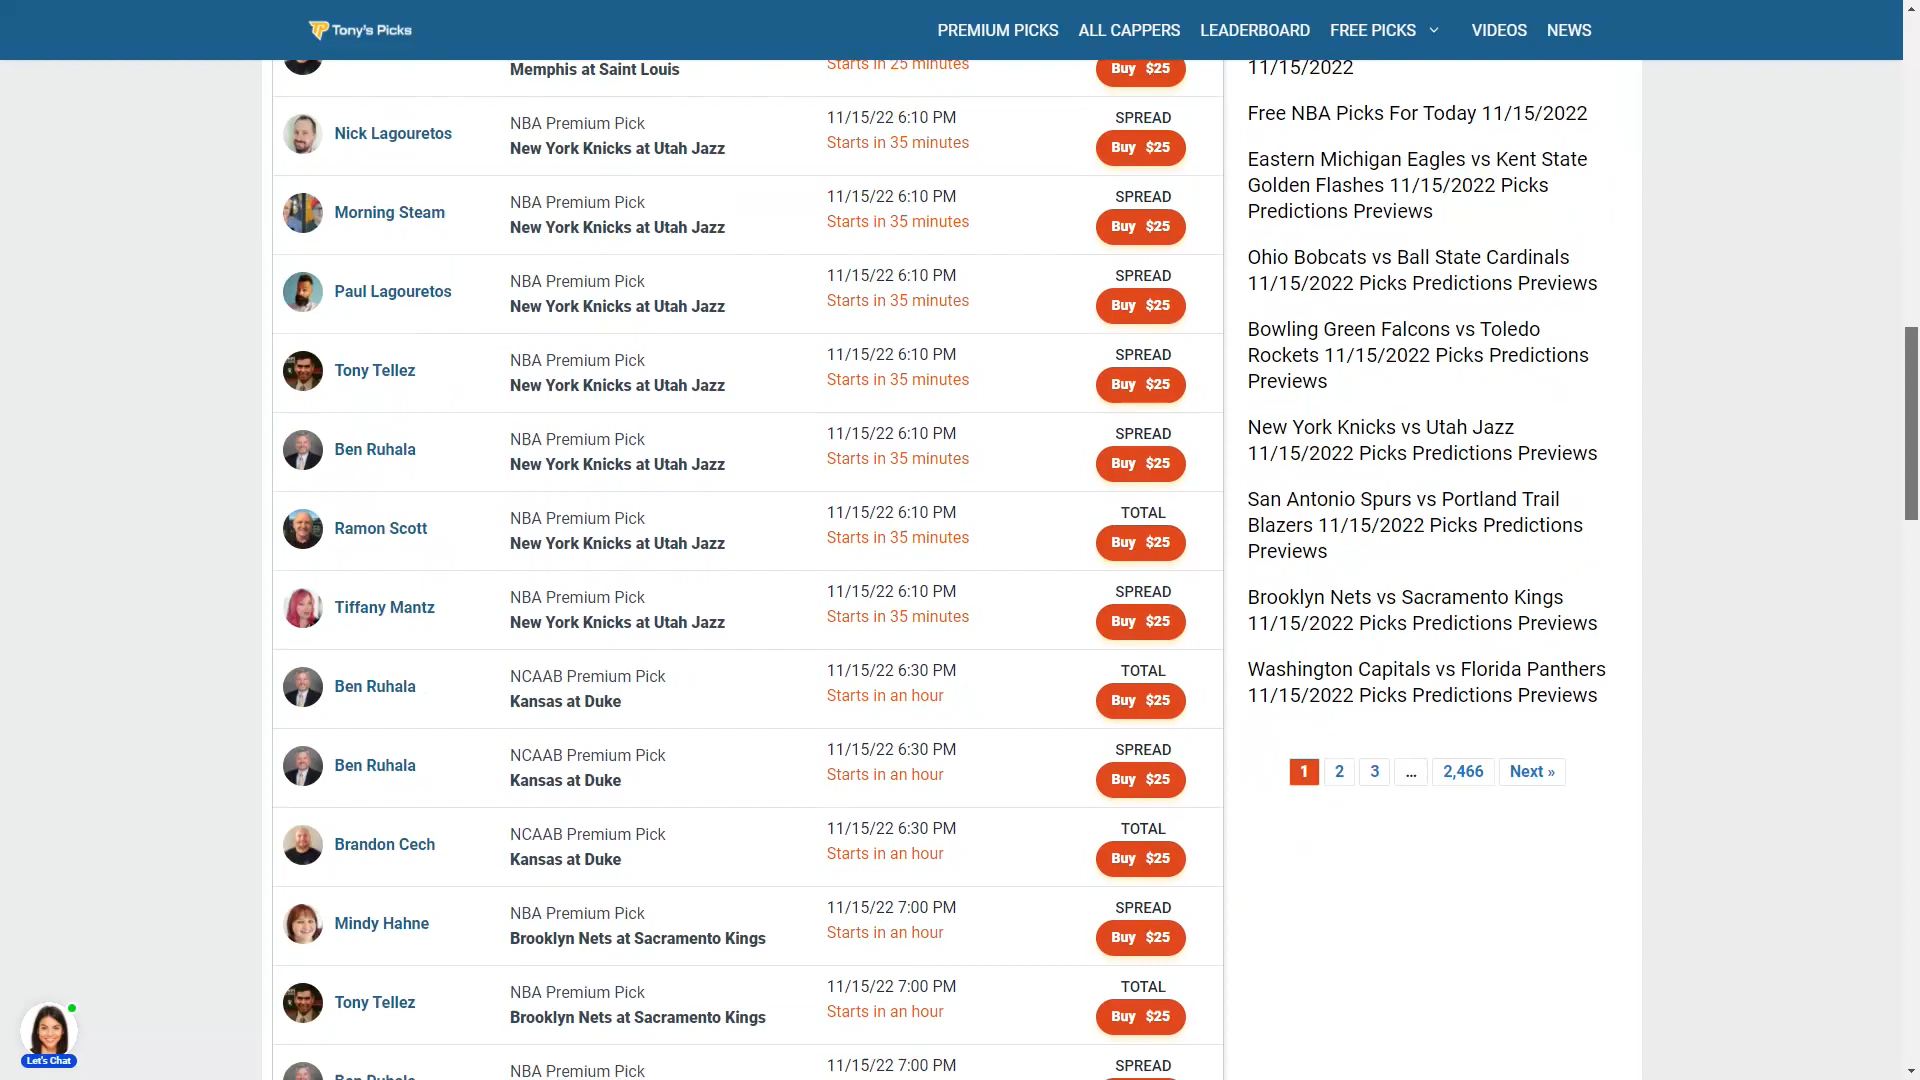 Tony's Picks
PREMIUM PICKS
ALL CAPPERS
LEADERBOARD
FREE PICKS
VIDEOS
NEWS
Memphis at Saint Louis
Starts in 25 minutes
Buy $25
Nick Lagouretos
NBA Premium Pick
New York Knicks at Utah Jazz
11/15/22 6:10 PM
Starts in 35 minutes
SPREAD
Buy $25
Morning Steam
NBA Premium Pick
New York Knicks at Utah Jazz
11/15/22 6:10 PM
Starts in 35 minutes
SPREAD
Buy $25
Paul Lagouretos
NBA Premium Pick
New York Knicks at Utah Jazz
11/15/22 6:10 PM
Starts in 35 minutes
SPREAD
Buy $25
Tony Tellez
NBA Premium Pick
New York Knicks at Utah Jazz
11/15/22 6:10 PM
Starts in 35 minutes
SPREAD
Buy $25
Ben Ruhala
NBA Premium Pick
New York Knicks at Utah Jazz
11/15/22 6:10 PM
Starts in 35 minutes
SPREAD
Buy $25
Ramon Scott
NBA Premium Pick
New York Knicks at Utah Jazz
11/15/22 6:10 PM
Starts in 35 minutes
TOTAL
Buy $25
Tiffany Mantz
NBA Premium Pick
New York Knicks at Utah Jazz
11/15/22 6:10 PM
Starts in 35 minutes
SPREAD
Buy $25
Ben Ruhala
NCAAB Premium Pick
Kansas at Duke
11/15/22 6:30 PM
Starts in an hour
TOTAL
Buy $25
Ben Ruhala
NCAAB Premium Pick
Kansas at Duke
11/15/22 6:30 PM
Starts in an hour
SPREAD
Buy $25
Brandon Cech
NCAAB Premium Pick
Kansas at Duke
11/15/22 6:30 PM
Starts in an hour
TOTAL
Buy $25
Mindy Hahne
NBA Premium Pick
Brooklyn Nets at Sacramento Kings
11/15/22 7:00 PM
Starts in an hour
SPREAD
Buy $25
Tony Tellez
NBA Premium Pick
Brooklyn Nets at Sacramento Kings
11/15/22 7:00 PM
Starts in an hour
TOTAL
Buy $25
Ben Ruhala
NBA Premium Pick
11/15/22 7:00 PM
SPREAD
11/15/2022
Free NBA Picks For Today 11/15/2022
Eastern Michigan Eagles vs Kent State
Golden Flashes 11/15/2022 Picks
Predictions Previews
Ohio Bobcats vs Ball State Cardinals
11/15/2022 Picks Predictions Previews
Bowling Green Falcons vs Toledo
Rockets 11/15/2022 Picks Predictions
Previews
New York Knicks vs Utah Jazz
11/15/2022 Picks Predictions Previews
San Antonio Spurs vs Portland Trail
Blazers 11/15/2022 Picks Predictions
Previews
Brooklyn Nets vs Sacramento Kings
11/15/2022 Picks Predictions Previews
Washington Capitals vs Florida Panthers
11/15/2022 Picks Predictions Previews
1 2 3 ... 2,466 Next »
Let's Chat